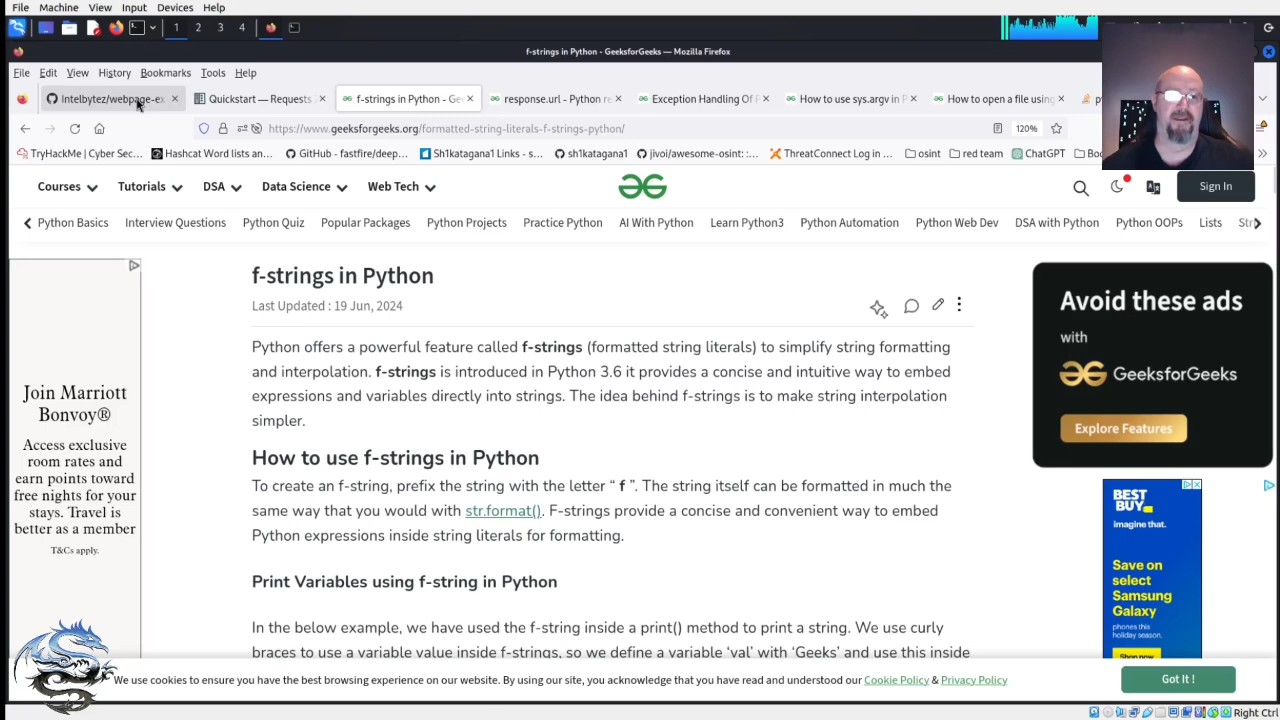 File Machine View Input Devices Help
1 2 3 4
f-strings in Python - GeeksforGeeks — Mozilla Firefox
File Edit View History Bookmarks Tools Help
Intelbytez/webpage-ex Quickstart — Requests f-strings in Python - Ge response.url - Python re Exception Handling Of P How to use sys.argv in P How to open a file using
https://www.geeksforgeeks.org/formatted-string-literals-f-strings-python/ 120%
TryHackMe | Cyber Sec... Hashcat Word lists an... GitHub - fastfire/deep... Sh1katagana1 Links - s... sh1katagana1 jivoi/awesome-osint: :... ThreatConnect Log in ... osint red team ChatGPT
Courses Tutorials DSA Data Science Web Tech Sign In
Python Basics Interview Questions Python Quiz Popular Packages Python Projects Practice Python AI With Python Learn Python3 Python Automation Python Web Dev DSA with Python Python OOPs Lists Str
f-strings in Python
Last Updated : 19 Jun, 2024
Python offers a powerful feature called f-strings (formatted string literals) to simplify string formatting
and interpolation. f-strings is introduced in Python 3.6 it provides a concise and intuitive way to embed
expressions and variables directly into strings. The idea behind f-strings is to make string interpolation
simpler.
How to use f-strings in Python
To create an f-string, prefix the string with the letter “ f ”. The string itself can be formatted in much the
same way that you would with str.format(). F-strings provide a concise and convenient way to embed
Python expressions inside string literals for formatting.
Print Variables using f-string in Python
In the below example, we have used the f-string inside a print() method to print a string. We use curly
braces to use a variable value inside f-strings, so we define a variable ‘val’ with ‘Geeks’ and use this inside
Join Marriott
Bonvoy®
Access exclusive
room rates and
earn points toward
free nights for your
stays. Travel is
better as a member
T&Cs apply.
Avoid these ads
with
GeeksforGeeks
Explore Features
BEST
BUY
imagine that.
Save on
select
Samsung
Galaxy
phones this
holiday season.
Shop now
We use cookies to ensure you have the best browsing experience on our website. By using our site, you acknowledge that you have read and understood our Cookie Policy & Privacy Policy
Got It !
Right Ctrl